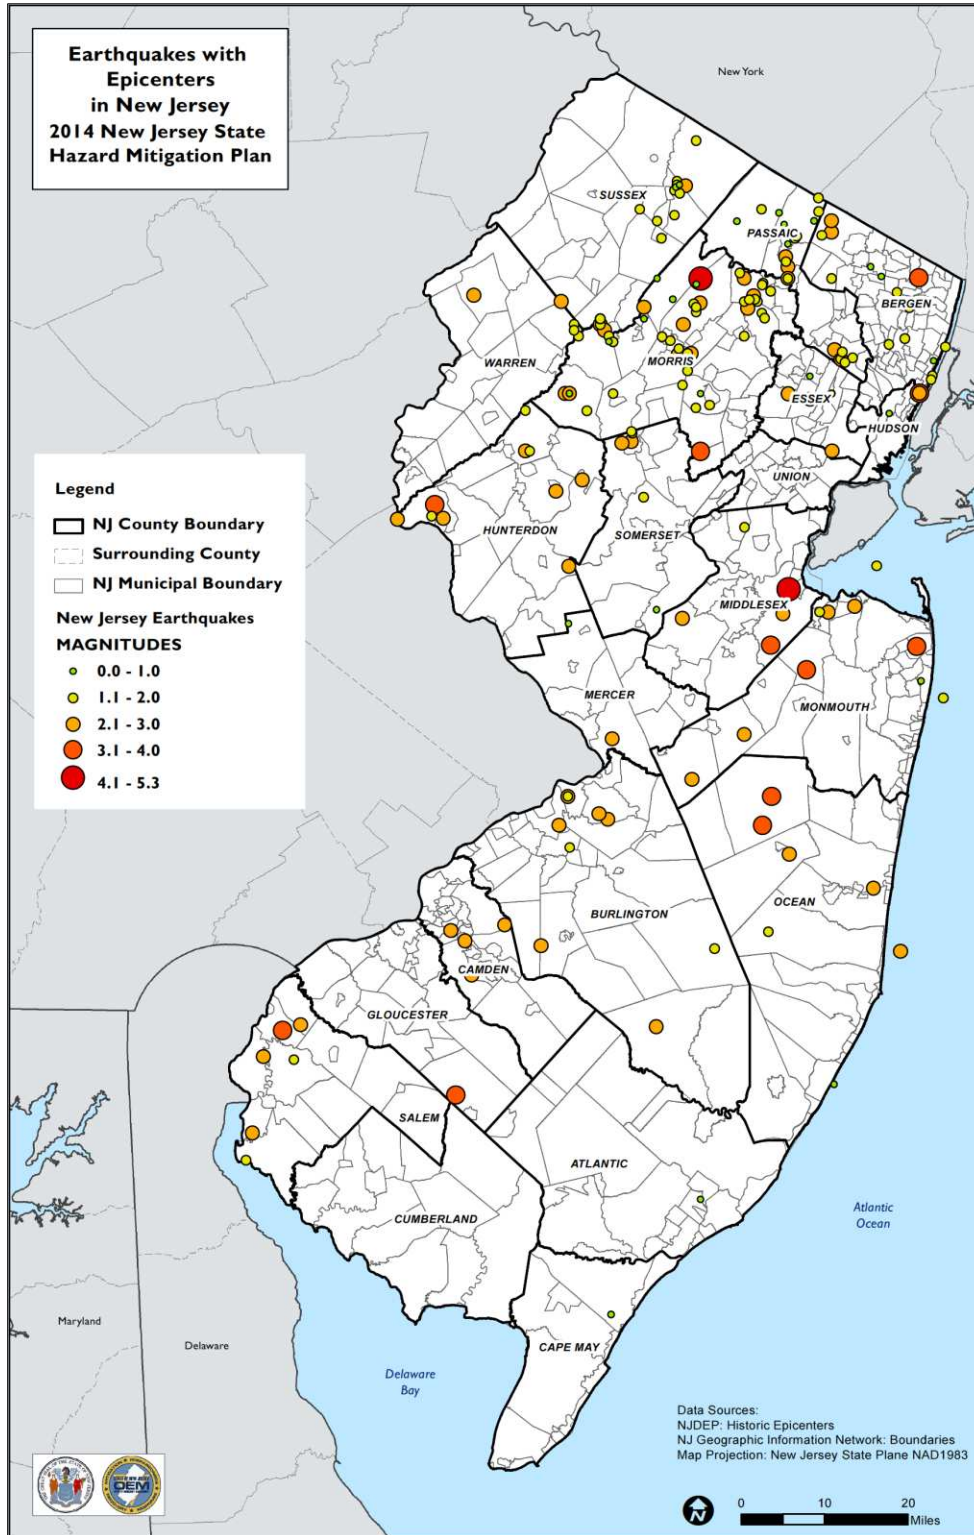 Earthquakes with
Epicenters
in New Jersey
2014 New Jersey State
Hazard Mitigation Plan
New York
SUSSEX
PASSAIC
BERGEN
WARREN
MORRIS
ESSEX
HUDSON
UNION
HUNTERDON
SOMERSET
MIDDLESEX
MERCER
MONMOUTH
Legend
NJ County Boundary
Surrounding County
NJ Municipal Boundary
New Jersey Earthquakes
MAGNITUDES
0.0 - 1.0
1.1 - 2.0
2.1 - 3.0
3.1 - 4.0
4.1 - 5.3
OCEAN
BURLINGTON
CAMDEN
GLOUCESTER
SALEM
ATLANTIC
CUMBERLAND
CAPE MAY
Atlantic
Ocean
Maryland
Delaware
Delaware
Bay
Data Sources:
NJDEP: Historic Epicenters
NJ Geographic Information Network: Boundaries
Map Projection: New Jersey State Plane NAD1983
OEM
N
0 10 20
Miles